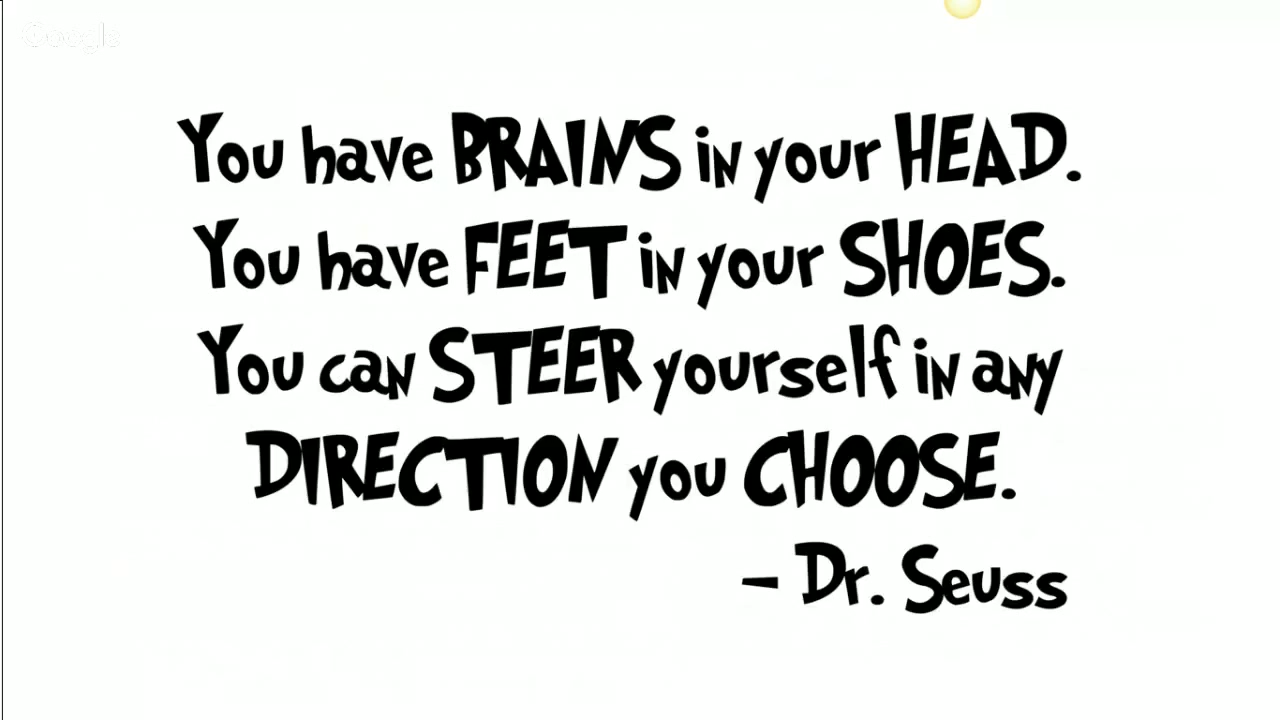 Google
You have BRAINS in your HEAD.
You have FEET in your SHOES.
You can STEER yourself in any
DIRECTION you CHOOSE.
– Dr. Seuss